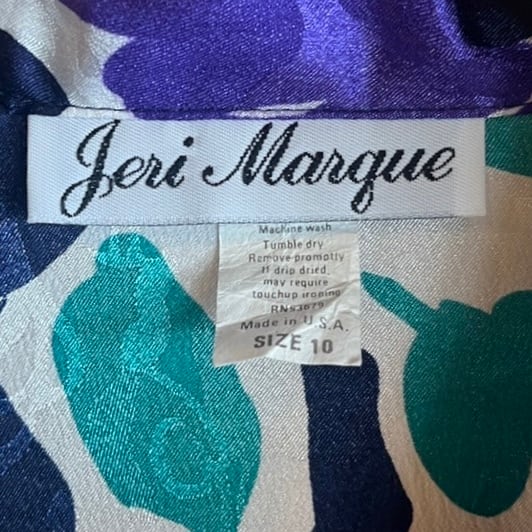 Jeri Marque
Machine wash
Tumble dry
Remove promptly
If drip dried,
may require
touchup ironing
RN53679
Made in U.S.A.
SIZE 10